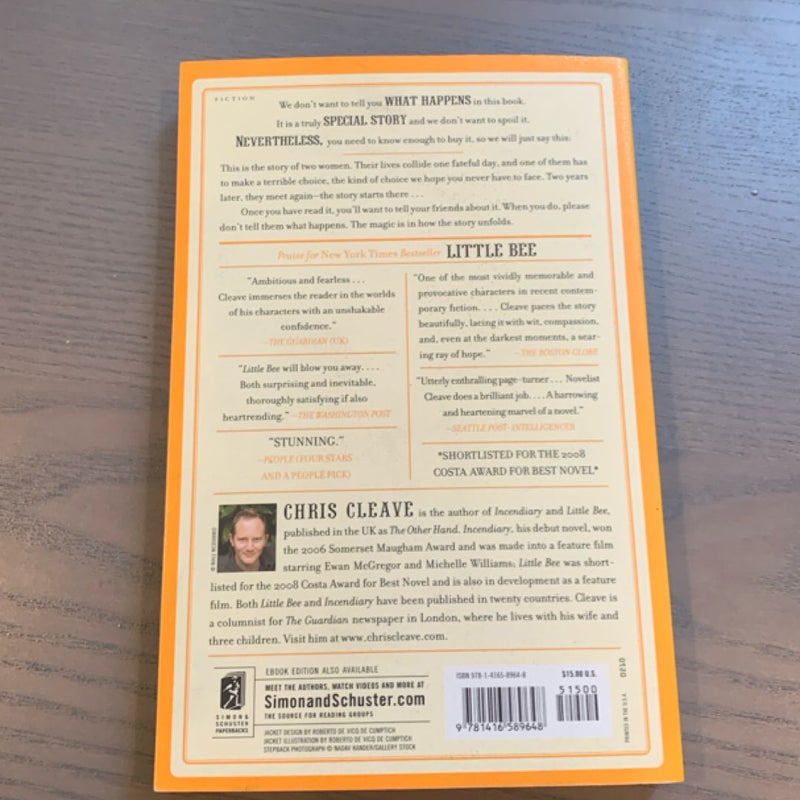 FICTION
We don't want to tell you WHAT HAPPENS in this book.
It is a truly SPECIAL STORY and we don't want to spoil it.
NEVERTHELESS, you need to know enough to buy it, so we will just say this:
This is the story of two women. Their lives collide one fateful day, and one of them has
to make a terrible choice, the kind of choice we hope you never have to face. Two years
later, they meet again—the story starts there . . .
Once you have read it, you'll want to tell your friends about it. When you do, please
don't tell them what happens. The magic is in how the story unfolds.
Praise for New York Times Bestseller LITTLE BEE
"Ambitious and fearless . . .
Cleave immerses the reader in the worlds
of his characters with an unshakable
confidence."
—THE GUARDIAN (UK)
"Little Bee will blow you away. . . .
Both surprising and inevitable,
thoroughly satisfying if also
heartrending." —THE WASHINGTON POST
"STUNNING."
—PEOPLE (FOUR STARS
AND A PEOPLE PICK)
"One of the most vividly memorable and
provocative characters in recent contem-
porary fiction. . . . Cleave paces the story
beautifully, lacing it with wit, compassion,
and, even at the darkest moments, a sear-
ing ray of hope." —THE BOSTON GLOBE
"Utterly enthralling page-turner . . . Novelist
Cleave does a brilliant job. . . . A harrowing
and heartening marvel of a novel."
—SEATTLE POST-INTELLIGENCER
*SHORTLISTED FOR THE 2008
COSTA AWARD FOR BEST NOVEL*
CHRIS CLEAVE is the author of Incendiary and Little Bee,
published in the UK as The Other Hand. Incendiary, his debut novel, won
the 2006 Somerset Maugham Award and was made into a feature film
starring Ewan McGregor and Michelle Williams; Little Bee was short-
listed for the 2008 Costa Award for Best Novel and is also in development as a feature
film. Both Little Bee and Incendiary have been published in twenty countries. Cleave is
a columnist for The Guardian newspaper in London, where he lives with his wife and
three children. Visit him at www.chriscleave.com.
SIMON &
SCHUSTER
PAPERBACKS
EBOOK EDITION ALSO AVAILABLE
MEET THE AUTHORS, WATCH VIDEOS AND MORE AT
SimonandSchuster.com
THE SOURCE FOR READING GROUPS
JACKET DESIGN BY ROBERTO DE VICQ DE CUMPTICH
JACKET ILLUSTRATION BY ROBERTO DE VICQ DE CUMPTICH
STEPBACK PHOTOGRAPH © NADAV KANDER/GALLERY STOCK
ISBN 978-1-4165-8964-8 $15.00 U.S.
51500
9 781416 589648
0210
PRINTED IN THE U.S.A.